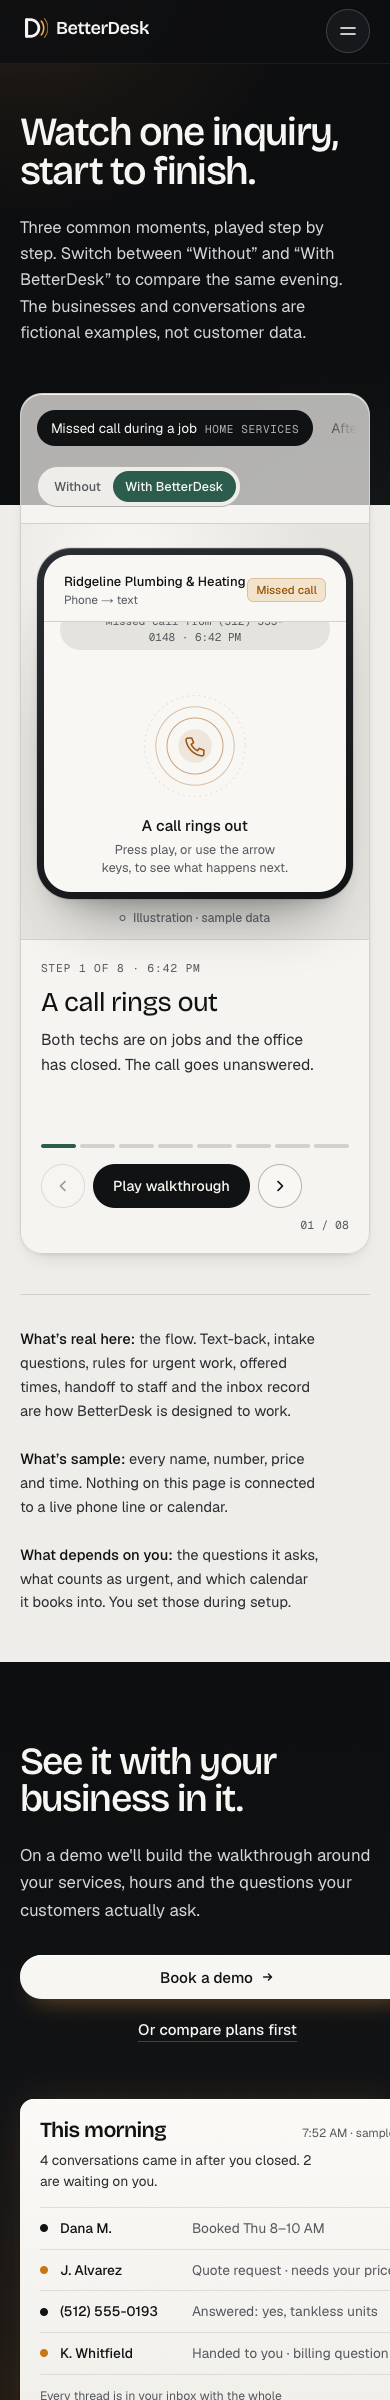 BetterDesk
Watch one inquiry,
start to finish.
Three common moments, played step by
step. Switch between “Without” and “With
BetterDesk” to compare the same evening.
The businesses and conversations are
fictional examples, not customer data.
Missed call during a job HOME SERVICES
Without With BetterDesk
Ridgeline Plumbing & Heating Missed call
Phone → text
Missed call from (512) 555-
0148 · 6:42 PM
A call rings out
Press play, or use the arrow
keys, to see what happens next.
Illustration · sample data
STEP 1 OF 8 · 6:42 PM
A call rings out
Both techs are on jobs and the office
has closed. The call goes unanswered.
Play walkthrough
01 / 08
What’s real here: the flow. Text-back, intake
questions, rules for urgent work, offered
times, handoff to staff and the inbox record
are how BetterDesk is designed to work.
What’s sample: every name, number, price
and time. Nothing on this page is connected
to a live phone line or calendar.
What depends on you: the questions it asks,
what counts as urgent, and which calendar
it books into. You set those during setup.
See it with your
business in it.
On a demo we’ll build the walkthrough around
your services, hours and the questions your
customers actually ask.
Book a demo →
Or compare plans first
This morning 7:52 AM · sample
4 conversations came in after you closed. 2
are waiting on you.
Dana M. Booked Thu 8–10 AM
J. Alvarez Quote request · needs your price
(512) 555-0193 Answered: yes, tankless units
K. Whitfield Handed to you · billing question
Every thread is in your inbox with the whole